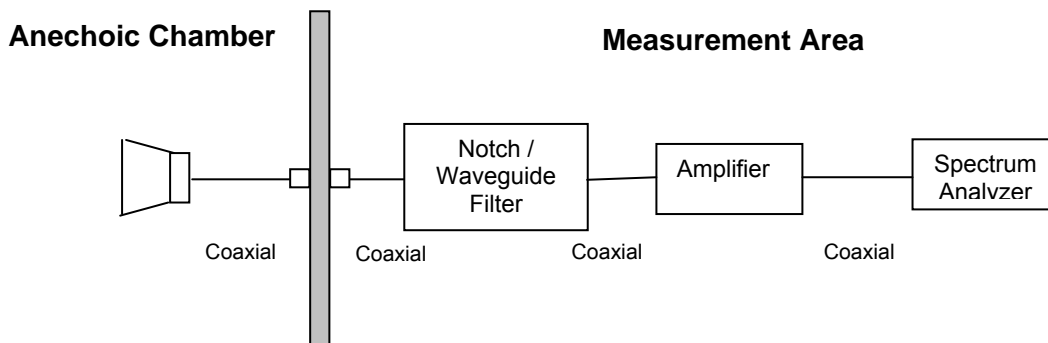 Anechoic Chamber
Measurement Area
Notch /
Waveguide
Filter
Amplifier
Spectrum
Analyzer
Coaxial
Coaxial
Coaxial
Coaxial